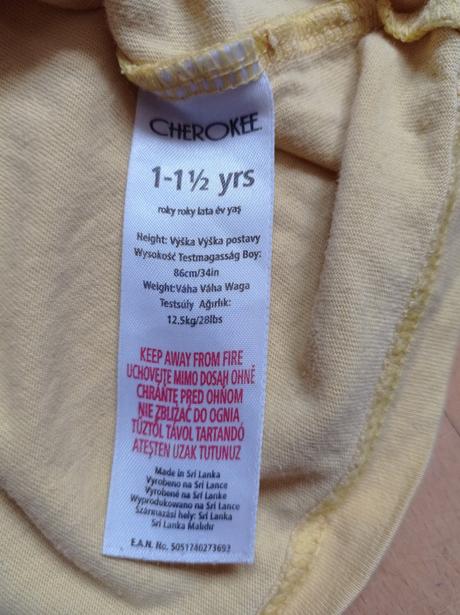 CHEROKEE.
1-1½ yrs
roky roky lata év yaş
Height: Výška Výška postavy
Wysokość Testmagasság Boy:
86cm/34in
Weight:Váha Váha Waga
Testsúly Ağırlık:
12.5kg/28lbs
KEEP AWAY FROM FIRE
UCHOVEJTE MIMO DOSAH OHNĚ
CHRÁŇTE PRED OHŇOM
NIE ZBLIŻAĆ DO OGNIA
TŰZTŐL TÁVOL TARTANDÓ
ATEŞTEN UZAK TUTUNUZ
Made in Sri Lanka
Vyrobeno na Srí Lance
Vyrobené na Srí Lanke
Wyprodukowano na Sri Lance
Származási hely: Srí Lanka
Sri Lanka Malıdır
E.A.N. No. 5051746273693